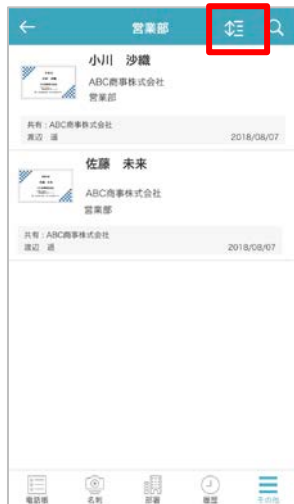 営業部
小川 沙織
ABC商事株式会社
営業部
共有:ABC商事株式会社
渡辺 遥
2018/08/07
佐藤 未来
ABC商事株式会社
営業部
共有:ABC商事株式会社
渡辺 遥
2018/08/07
電話帳
名刺
部署
履歴
その他